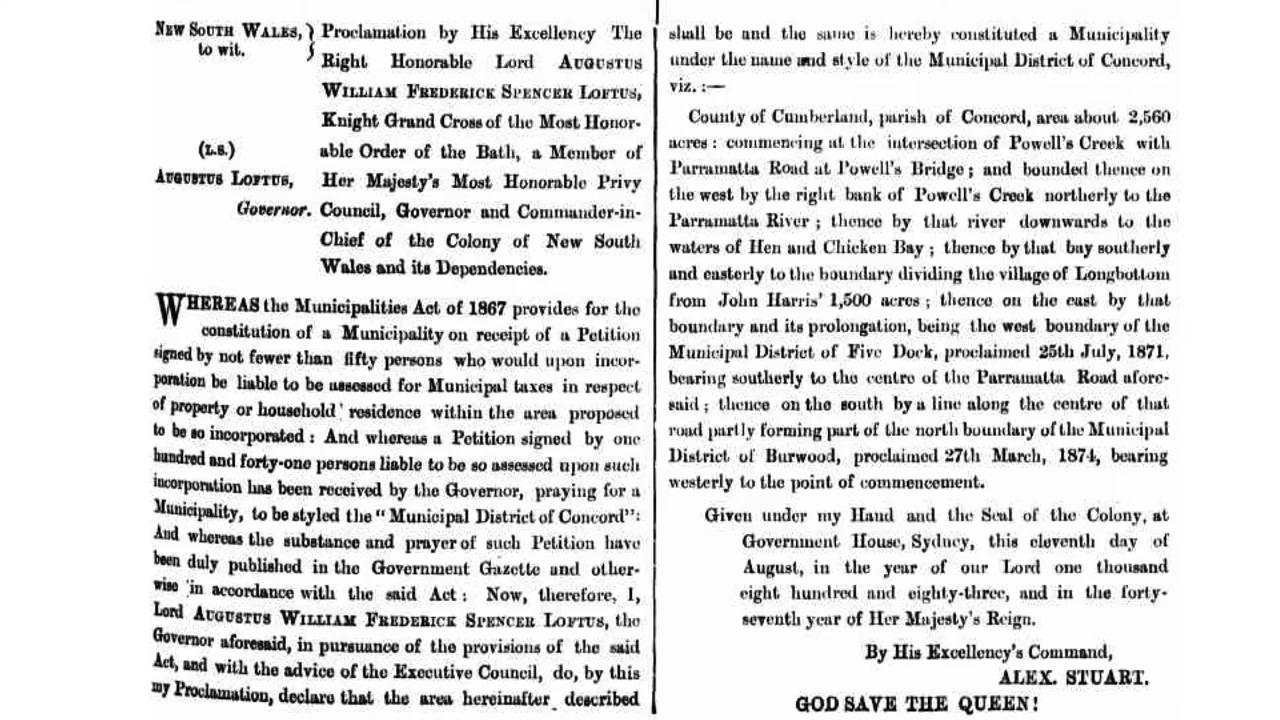 NEW SOUTH WALES, } Proclamation by His Excellency The
to wit. Right Honorable Lord AUGUSTUS
WILLIAM FREDERICK SPENCER LOFTUS,
Knight Grand Cross of the Most Honor-
(L.S.) able Order of the Bath, a Member of
AUGUSTUS LOFTUS, Her Majesty's Most Honorable Privy
Governor. Council, Governor and Commander-in-
Chief of the Colony of New South
Wales and its Dependencies.
WHEREAS the Municipalities Act of 1867 provides for the
constitution of a Municipality on receipt of a Petition
signed by not fewer than fifty persons who would upon incor-
poration be liable to be assessed for Municipal taxes in respect
of property or household residence within the area proposed
to be so incorporated: And whereas a Petition signed by one
hundred and forty-one persons liable to be so assessed upon such
incorporation has been received by the Governor, praying for a
Municipality, to be styled the "Municipal District of Concord":
And whereas the substance and prayer of such Petition have
been duly published in the Government Gazette and other-
wise in accordance with the said Act: Now, therefore, I,
Lord AUGUSTUS WILLIAM FREDERICK SPENCER LOFTUS, the
Governor aforesaid, in pursuance of the provisions of the said
Act, and with the advice of the Executive Council, do, by this
my Proclamation, declare that the area hereinafter described
shall be and the same is hereby constituted a Municipality
under the name and style of the Municipal District of Concord,
viz.:—
County of Cumberland, parish of Concord, area about 2,560
acres: commencing at the intersection of Powell's Creek with
Parramatta Road at Powell's Bridge; and bounded thence on
the west by the right bank of Powell's Creek northerly to the
Parramatta River; thence by that river downwards to the
waters of Hen and Chicken Bay; thence by that bay southerly
and easterly to the boundary dividing the village of Longbottom
from John Harris' 1,500 acres; thence on the east by that
boundary and its prolongation, being the west boundary of the
Municipal District of Five Dock, proclaimed 25th July, 1871,
bearing southerly to the centre of the Parramatta Road afore-
said; thence on the south by a line along the centre of that
road partly forming part of the north boundary of the Municipal
District of Burwood, proclaimed 27th March, 1874, bearing
westerly to the point of commencement.
Given under my Hand and the Seal of the Colony, at
Government House, Sydney, this eleventh day of
August, in the year of our Lord one thousand
eight hundred and eighty-three, and in the forty-
seventh year of Her Majesty's Reign.
By His Excellency's Command,
ALEX. STUART.
GOD SAVE THE QUEEN!